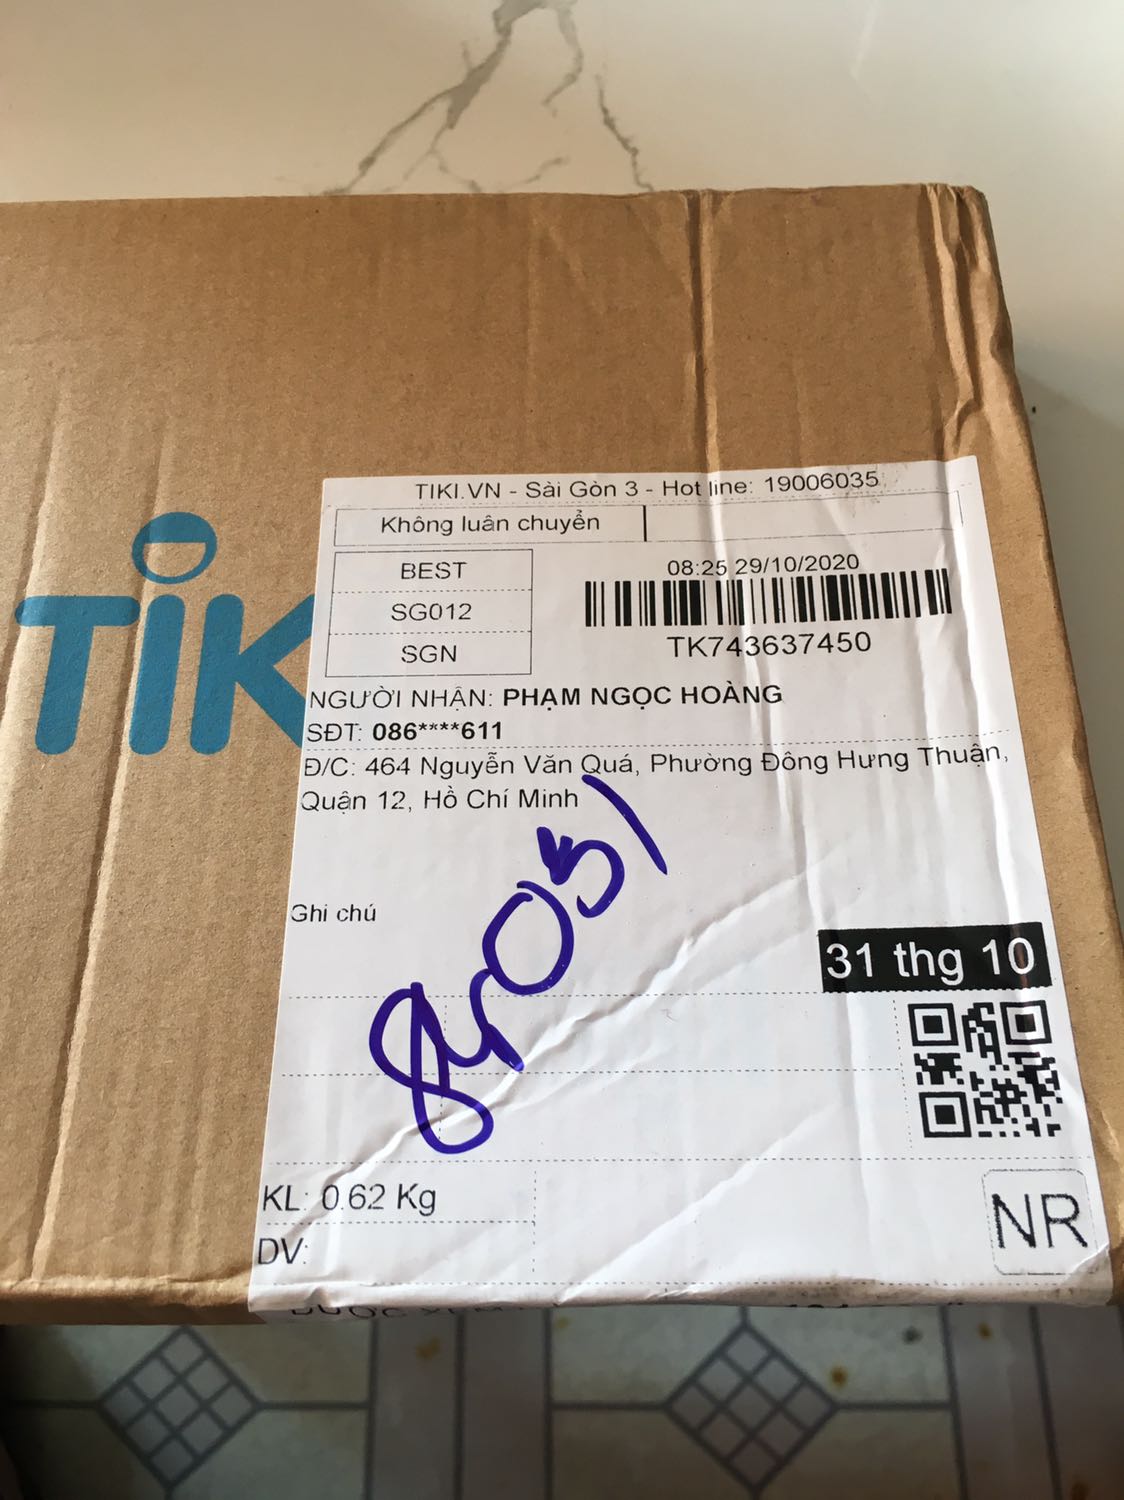 TIKI.VN - Sài Gòn 3 - Hot line: 19006035
Không luân chuyển
BEST
SG012
SGN
08:25 29/10/2020
TK743637450
TIKI
NGƯỜI NHẬN: PHẠM NGỌC HOÀNG
SĐT: 086****611
Đ/C: 464 Nguyễn Văn Quá, Phường Đông Hưng Thuận,
Quận 12, Hồ Chí Minh
Ghi chú
31 thg 10
KL: 0.62 Kg
DV:
NR